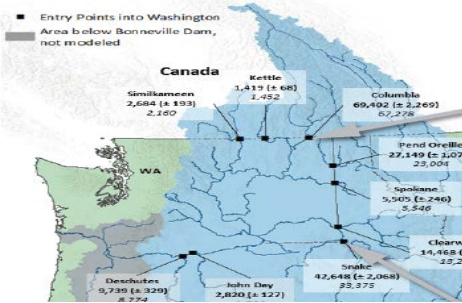 Entry Points into Washington
Area below Bonneville Dam,
not modeled
Canada
Kettle
1,419 (± 68)
1,452
Similkameen
2,684 (± 193)
2,160
Columbia
69,402 (± 2,269)
67,278
Pend Oreille
27,149 (± 1,07
23,004
WA
Spokane
5,505 (± 246)
5,546
Clearw
14,468 (
Snake
42,648 (± 2,068)
39,375
Deschutes
9,739 (± 329)
8,774
John Day
2,820 (± 127)